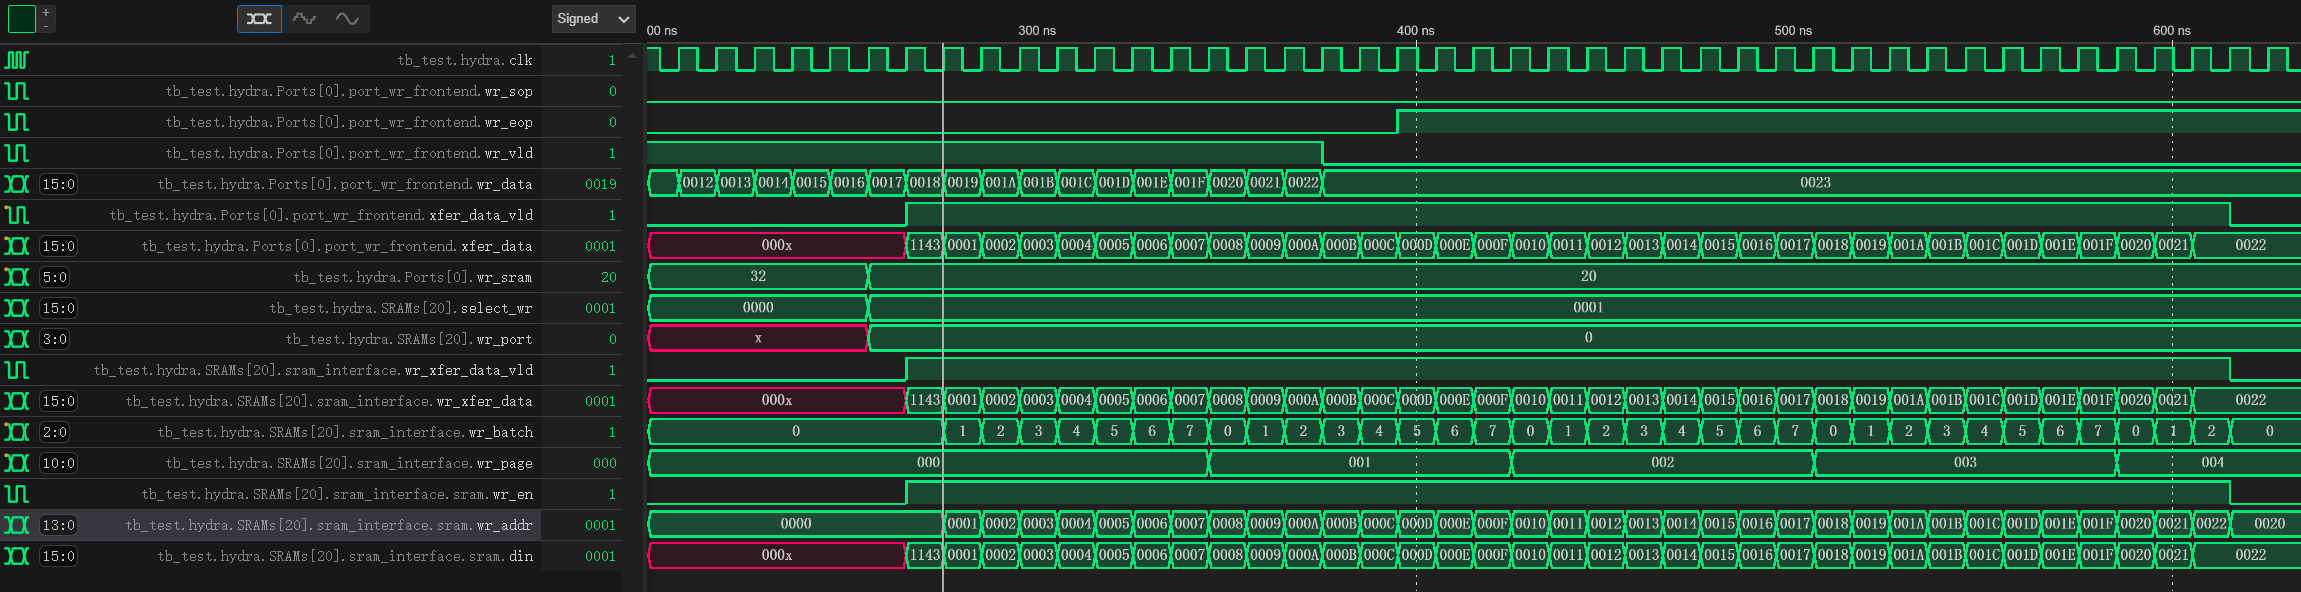 +
-
Signed
00 ns 300 ns 400 ns 500 ns 600 ns
tb_test.hydra.clk 1
tb_test.hydra.Ports[0].port_wr_frontend.wr_sop 0
tb_test.hydra.Ports[0].port_wr_frontend.wr_eop 0
tb_test.hydra.Ports[0].port_wr_frontend.wr_vld 1
15:0 tb_test.hydra.Ports[0].port_wr_frontend.wr_data 0019 0012 0013 0014 0015 0016 0017 0018 0019 001A 001B 001C 001D 001E 001F 0020 0021 0022 0023
tb_test.hydra.Ports[0].port_wr_frontend.xfer_data_vld 1
15:0 tb_test.hydra.Ports[0].port_wr_frontend.xfer_data 0001 000x 1143 0001 0002 0003 0004 0005 0006 0007 0008 0009 000A 000B 000C 000D 000E 000F 0010 0011 0012 0013 0014 0015 0016 0017 0018 0019 001A 001B 001C 001D 001E 001F 0020 0021 0022
5:0 tb_test.hydra.Ports[0].wr_sram 20 32 20
15:0 tb_test.hydra.SRAMs[20].select_wr 0001 0000 0001
3:0 tb_test.hydra.SRAMs[20].wr_port 0 x 0
tb_test.hydra.SRAMs[20].sram_interface.wr_xfer_data_vld 1
15:0 tb_test.hydra.SRAMs[20].sram_interface.wr_xfer_data 0001 000x 1143 0001 0002 0003 0004 0005 0006 0007 0008 0009 000A 000B 000C 000D 000E 000F 0010 0011 0012 0013 0014 0015 0016 0017 0018 0019 001A 001B 001C 001D 001E 001F 0020 0021 0022
2:0 tb_test.hydra.SRAMs[20].sram_interface.wr_batch 1 0 1 2 3 4 5 6 7 0 1 2 3 4 5 6 7 0 1 2 3 4 5 6 7 0 1 2 3 4 5 6 7 0 1 2 0
10:0 tb_test.hydra.SRAMs[20].sram_interface.wr_page 000 000 001 002 003 004
tb_test.hydra.SRAMs[20].sram_interface.sram.wr_en 1
13:0 tb_test.hydra.SRAMs[20].sram_interface.sram.wr_addr 0001 0000 0001 0002 0003 0004 0005 0006 0007 0008 0009 000A 000B 000C 000D 000E 000F 0010 0011 0012 0013 0014 0015 0016 0017 0018 0019 001A 001B 001C 001D 001E 001F 0020 0021 0022 0020
15:0 tb_test.hydra.SRAMs[20].sram_interface.sram.din 0001 000x 1143 0001 0002 0003 0004 0005 0006 0007 0008 0009 000A 000B 000C 000D 000E 000F 0010 0011 0012 0013 0014 0015 0016 0017 0018 0019 001A 001B 001C 001D 001E 001F 0020 0021 0022